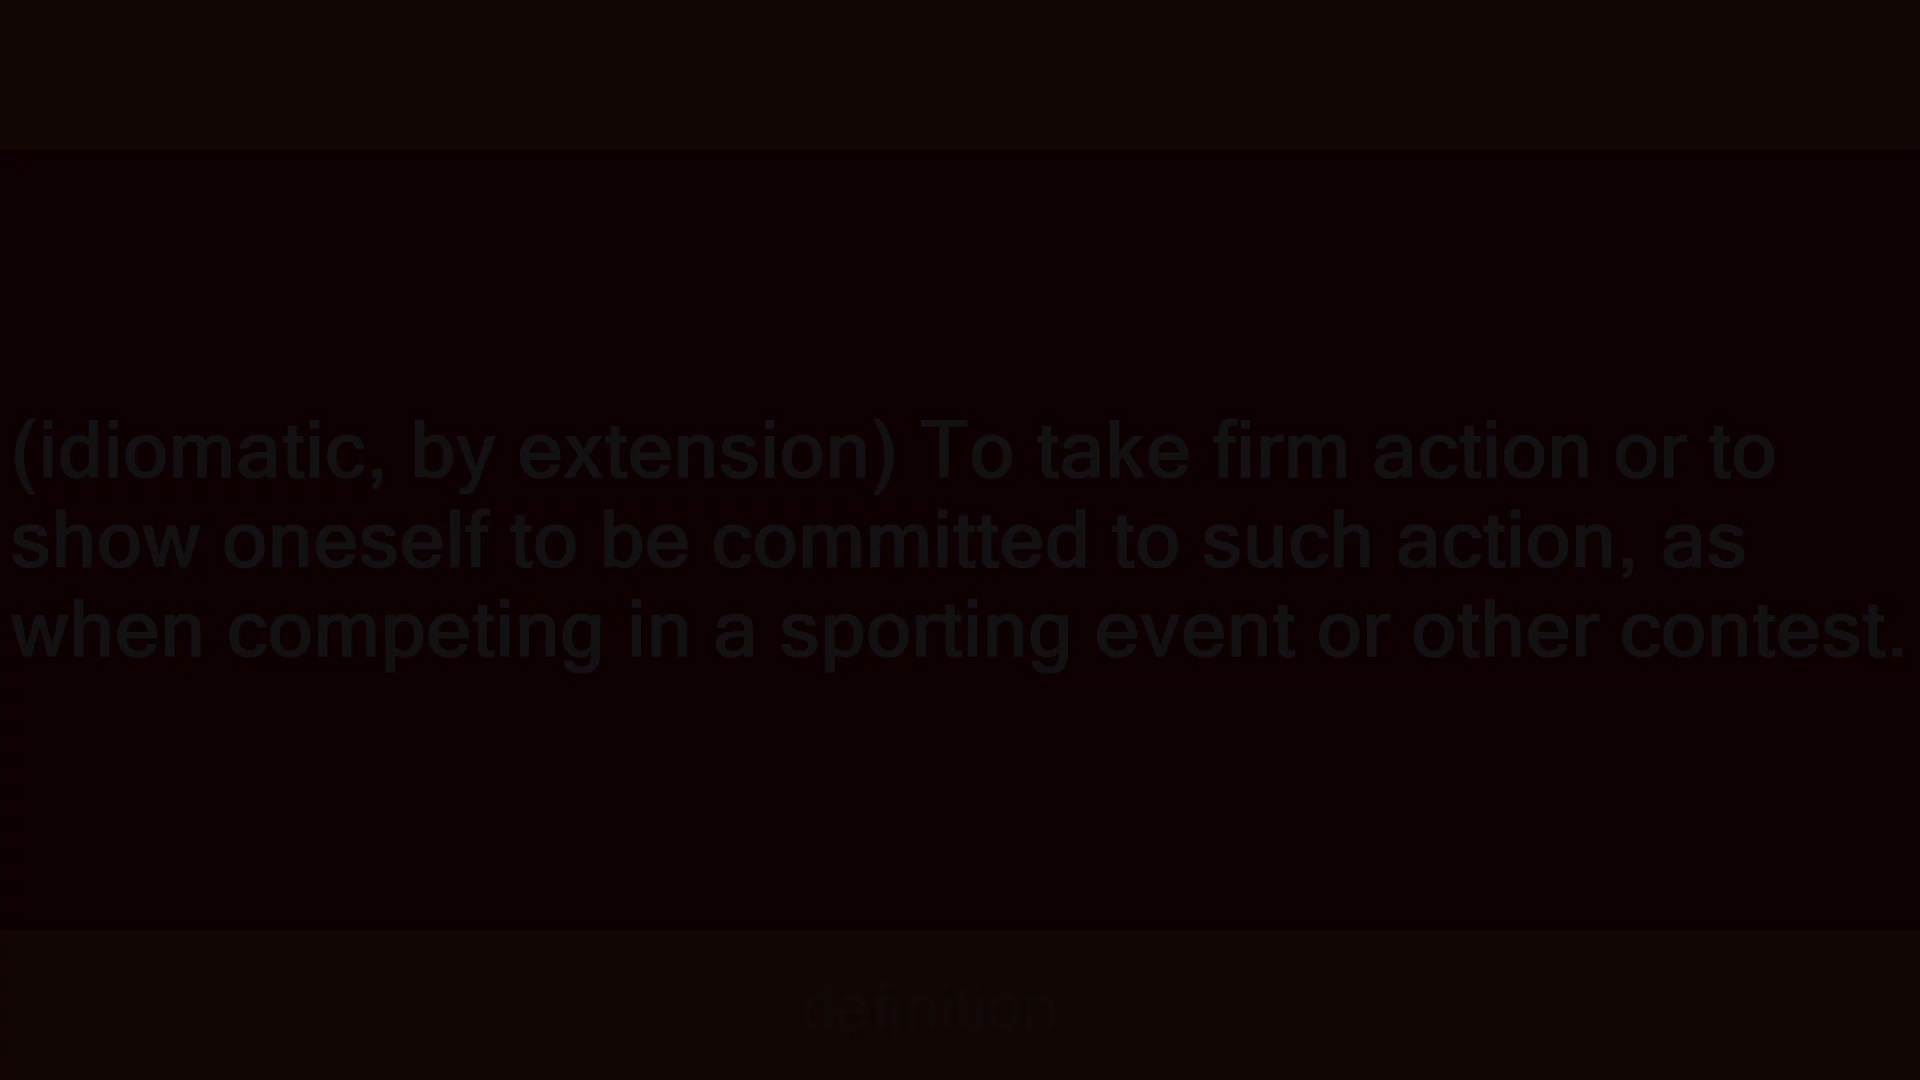 (idiomatic, by extension) To take firm action or to
show oneself to be committed to such action, as
when competing in a sporting event or other contest.
definition